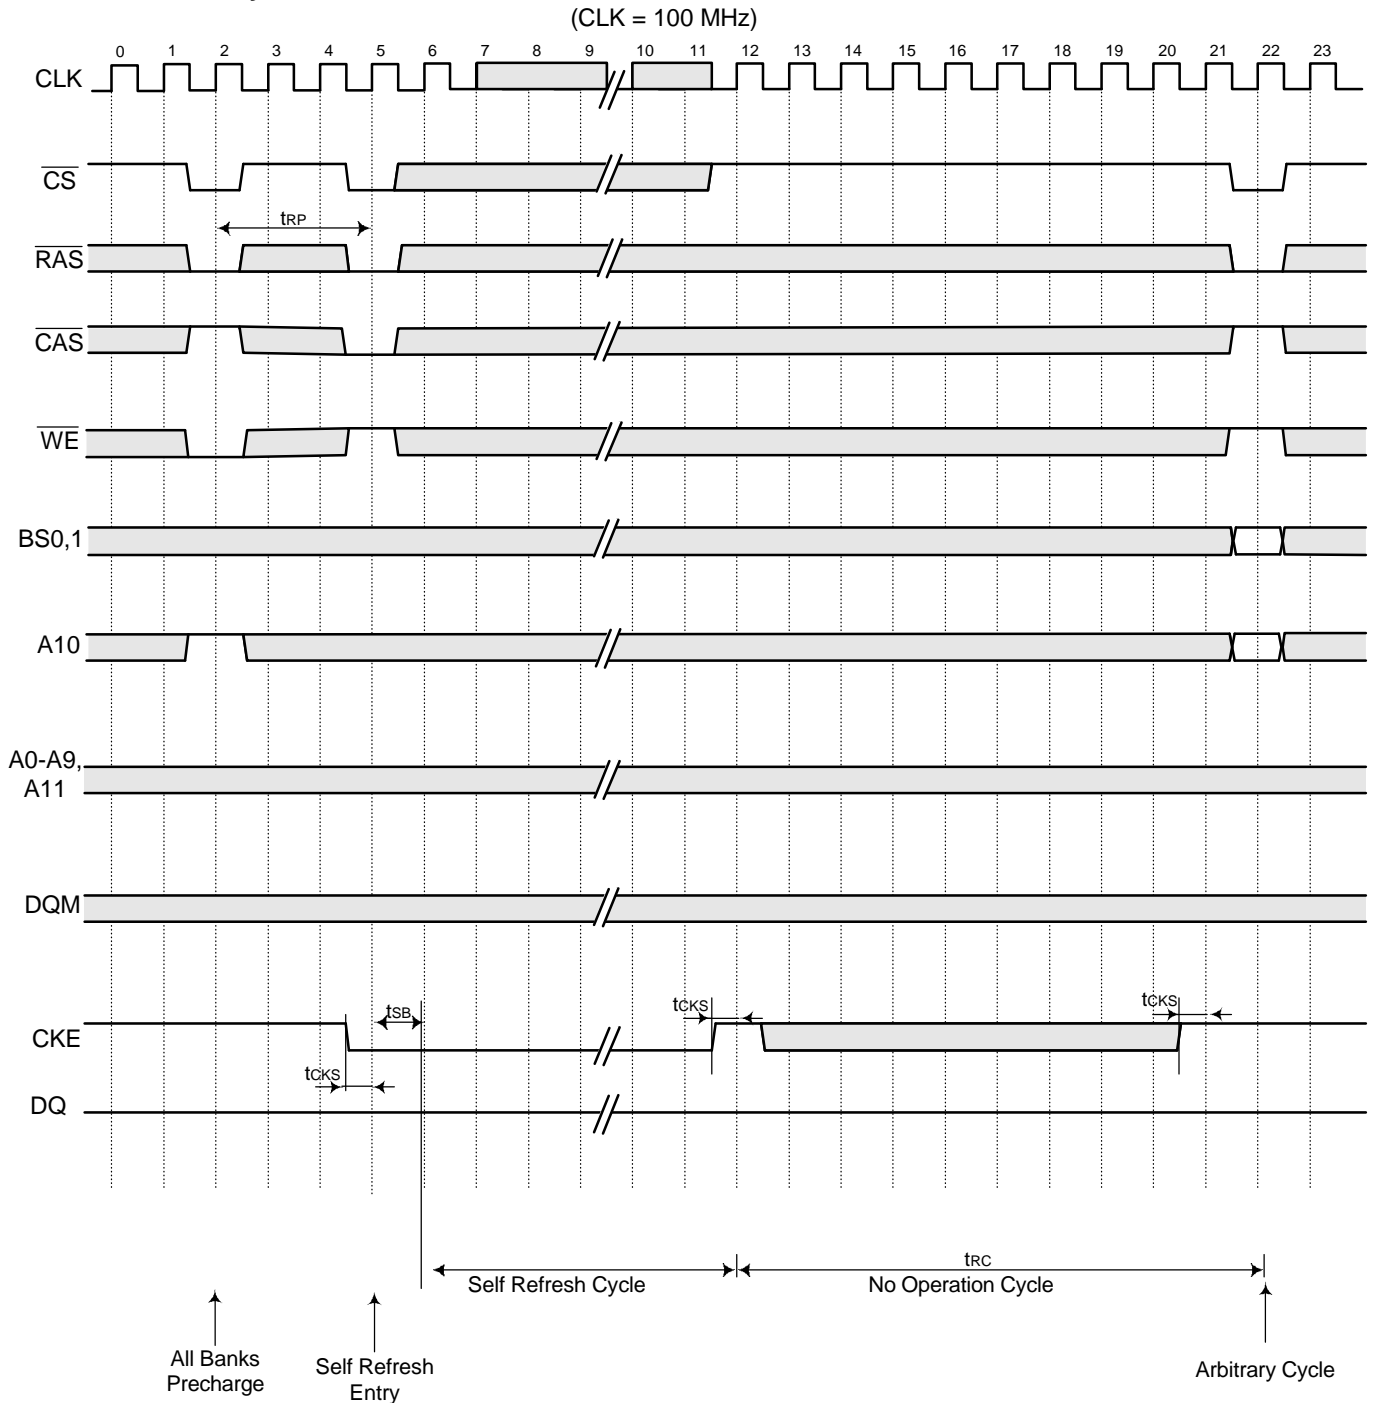 (CLK = 100 MHz)
0 1 2 3 4 5 6 7 8 9 10 11 12 13 14 15 16 17 18 19 20 21 22 23
CLK
CS
tRP
RAS
CAS
WE
BS0,1
A10
A0-A9,
A11
DQM
tSB
tCKS
tCKS
CKE
tCKS
DQ
tRC
Self Refresh Cycle
No Operation Cycle
All Banks
Precharge
Self Refresh
Entry
Arbitrary Cycle